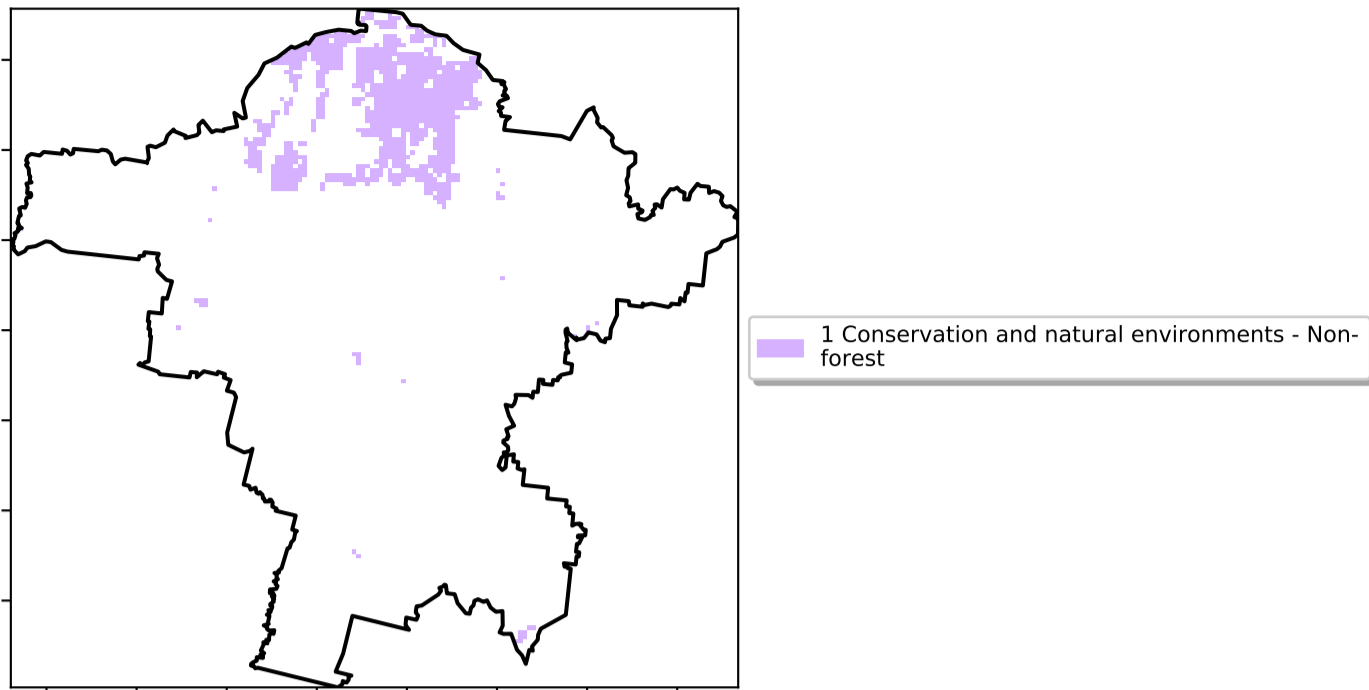 1 Conservation and natural environments - Non-
forest